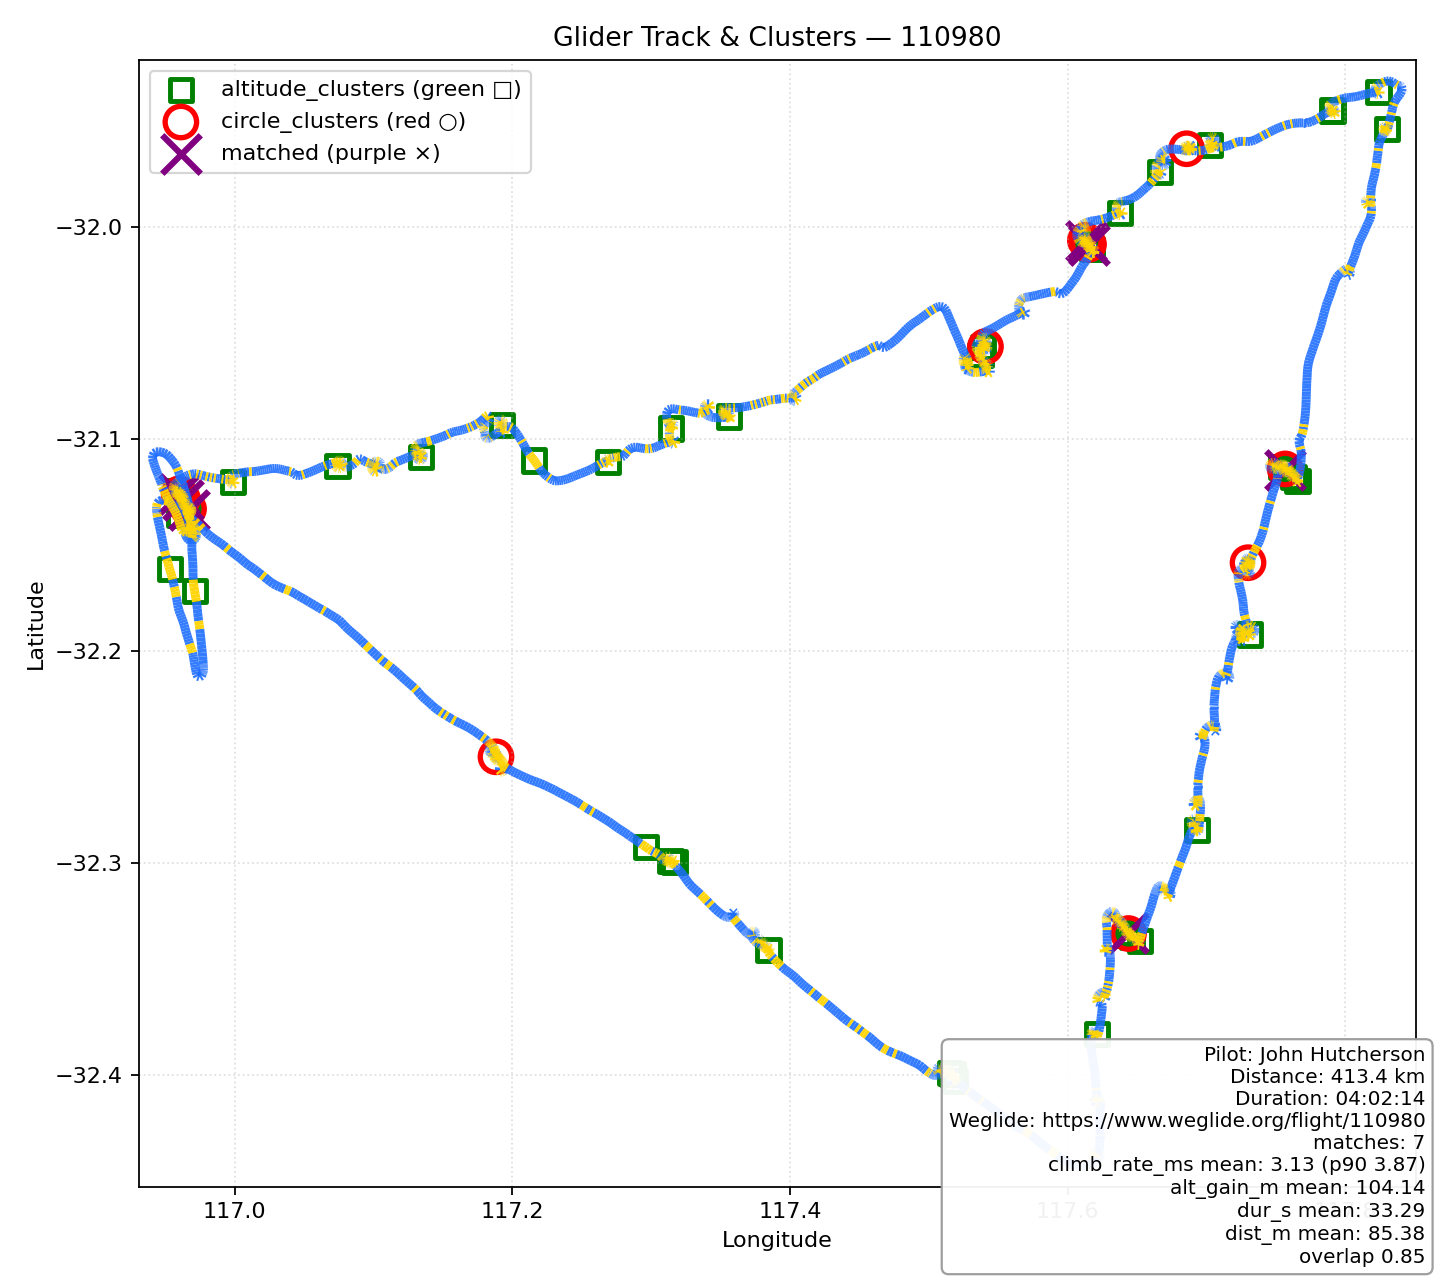 Glider Track & Clusters — 110980
altitude_clusters (green □)
circle_clusters (red ○)
matched (purple ×)
−32.0
−32.1
−32.2
−32.3
−32.4
Latitude
117.0
117.2
117.4
117.6
Longitude
Pilot: John Hutcherson
Distance: 413.4 km
Duration: 04:02:14
Weglide: https://www.weglide.org/flight/110980
matches: 7
climb_rate_ms mean: 3.13 (p90 3.87)
alt_gain_m mean: 104.14
dur_s mean: 33.29
dist_m mean: 85.38
overlap 0.85